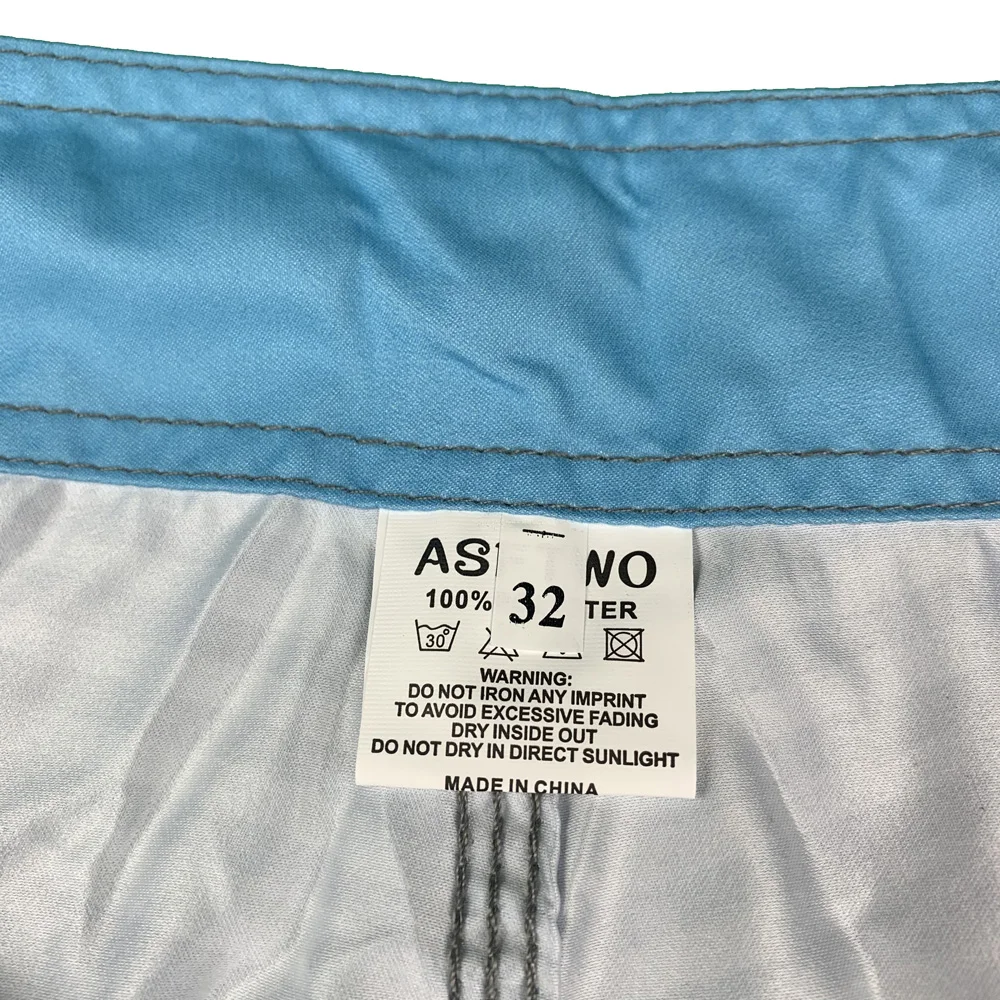 32
100%
30°
WARNING:
DO NOT IRON ANY IMPRINT
TO AVOID EXCESSIVE FADING
DRY INSIDE OUT
DO NOT DRY IN DIRECT SUNLIGHT
MADE IN CHINA